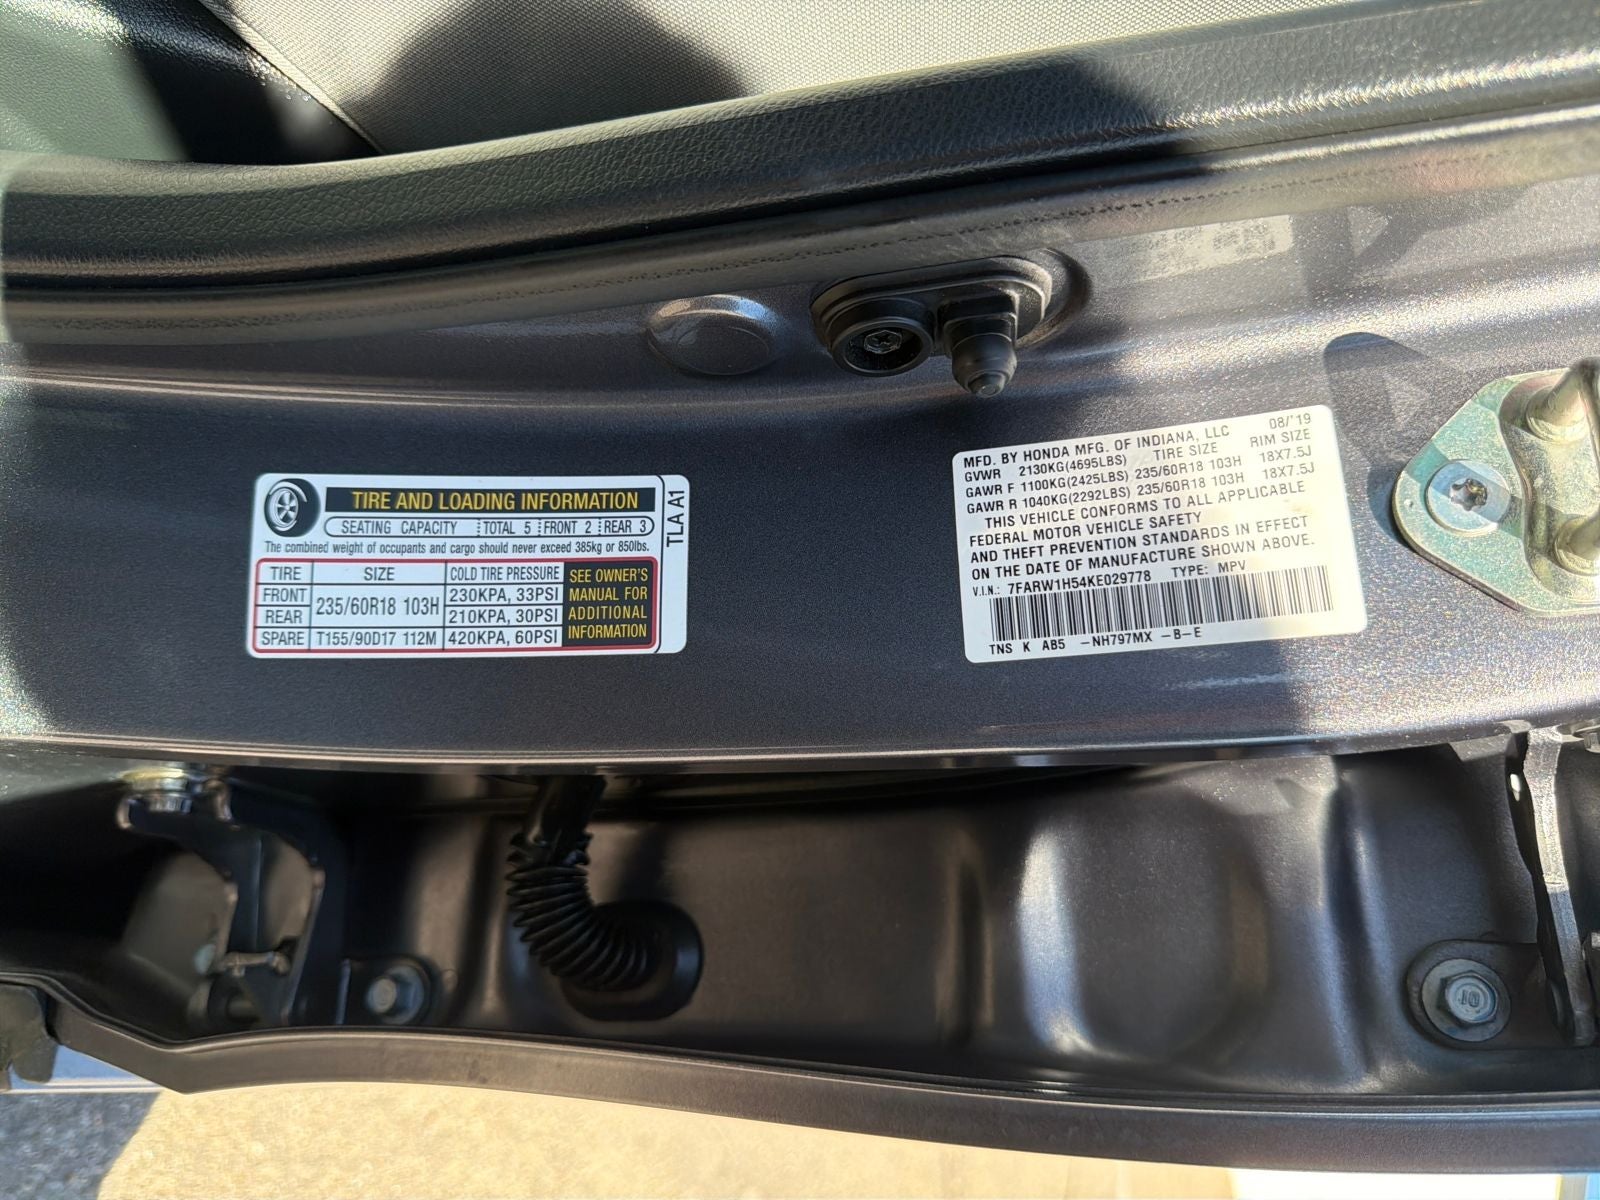 TIRE AND LOADING INFORMATION
SEATING CAPACITY TOTAL 5 FRONT 2 REAR 3
The combined weight of occupants and cargo should never exceed 385kg or 850lbs.
TIRE SIZE COLD TIRE PRESSURE
FRONT 235/60R18 103H 230KPA, 33PSI
REAR 210KPA, 30PSI
SPARE T155/90D17 112M 420KPA, 60PSI
SEE OWNER'S
MANUAL FOR
ADDITIONAL
INFORMATION
TLA A1
MFD. BY HONDA MFG. OF INDIANA, LLC 08/'19
GVWR 2130KG(4695LBS) TIRE SIZE RIM SIZE
GAWR F 1100KG(2425LBS) 235/60R18 103H 18X7.5J
GAWR R 1040KG(2292LBS) 235/60R18 103H 18X7.5J
THIS VEHICLE CONFORMS TO ALL APPLICABLE
FEDERAL MOTOR VEHICLE SAFETY
AND THEFT PREVENTION STANDARDS IN EFFECT
ON THE DATE OF MANUFACTURE SHOWN ABOVE.
V.I.N.: 7FARW1H54KE029778 TYPE: MPV
TNS K AB5 -NH797MX -B-E
10